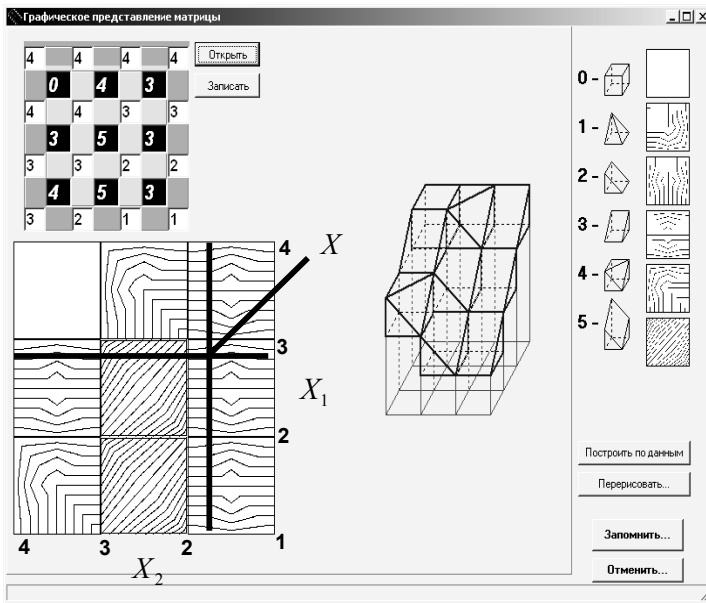 Графическое представление матрицы
4 4 4 4
0 4 3
4 4 3 3
3 5 3
3 3 2 2
4 5 3
3 2 1 1
Открыть
Записать
0 -
1 -
2 -
3 -
4 -
5 -
4
X
3
X1
2
4 3 2 1
X2
Построить по данным
Перерисовать...
Запомнить...
Отменить...